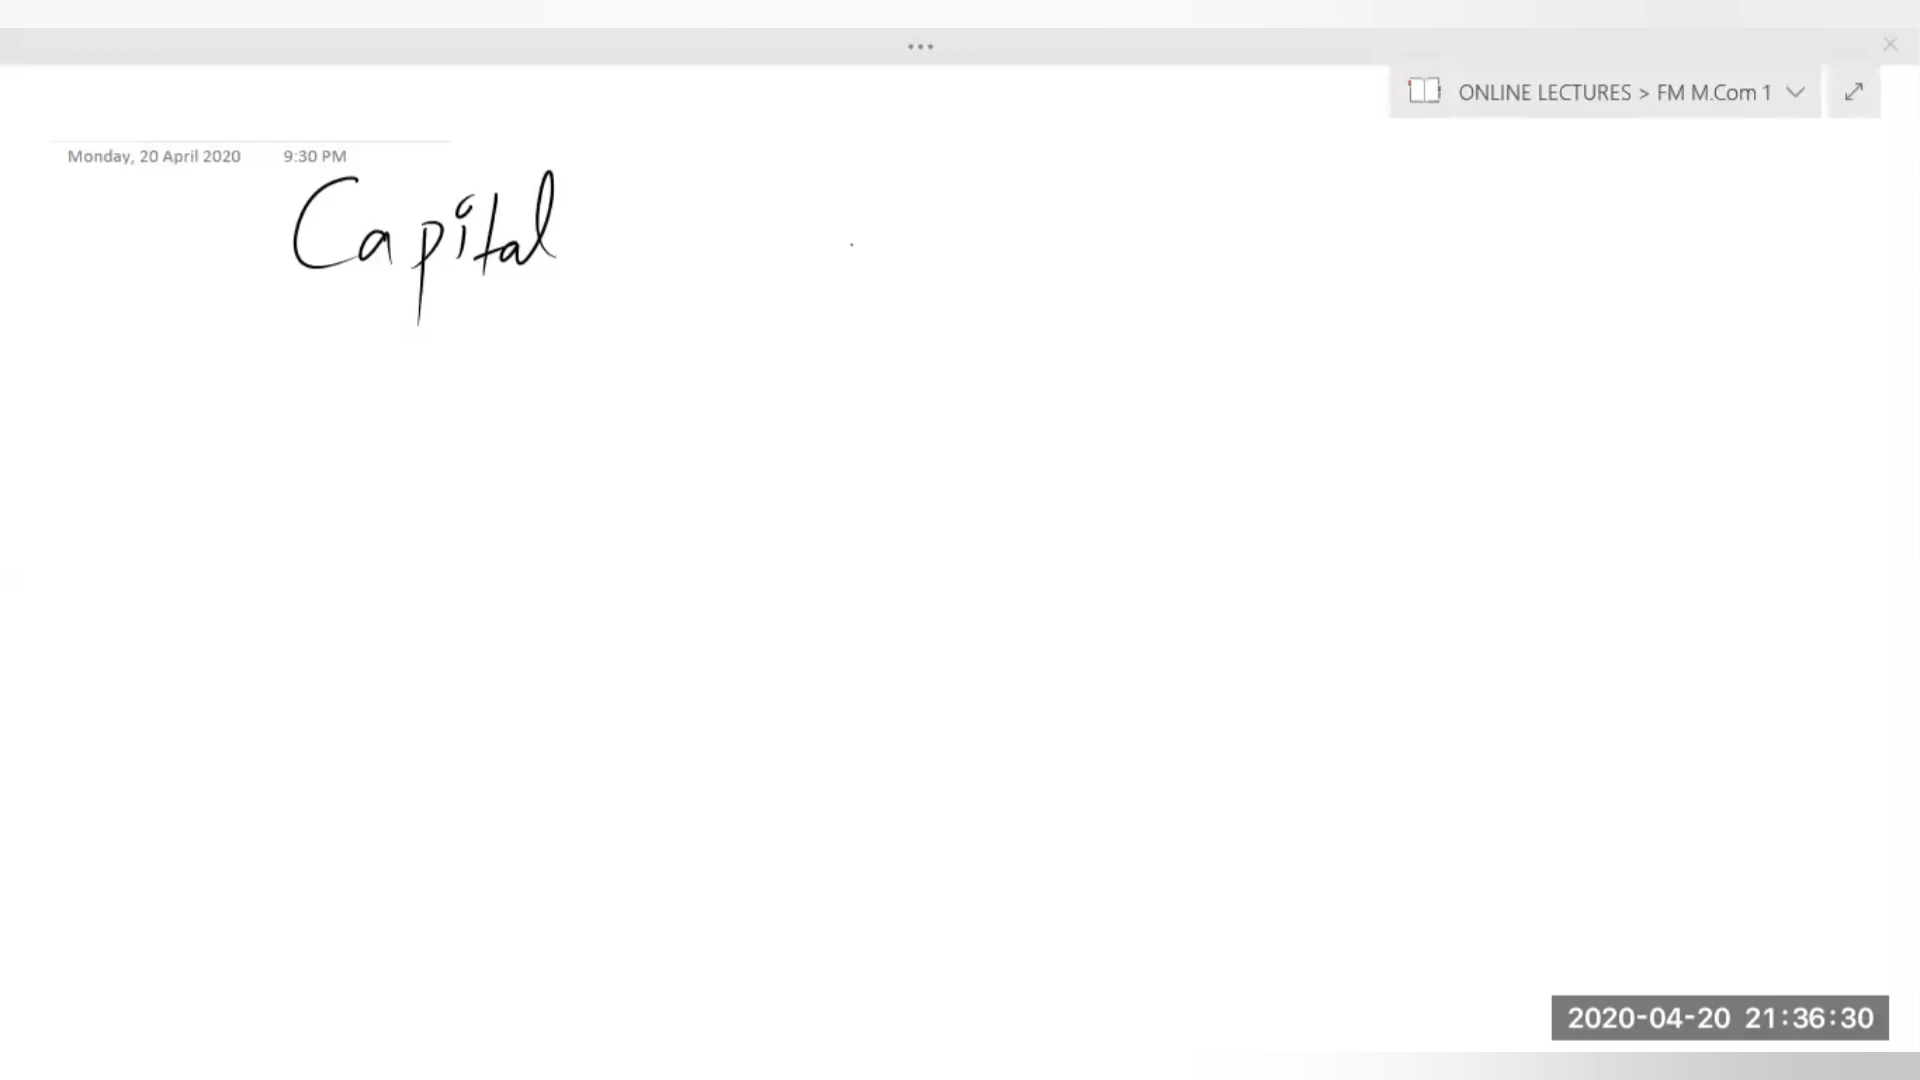 ONLINE LECTURES > FM M.Com 1
Monday, 20 April 2020 9:30 PM
Capital
2020-04-20 21:36:30